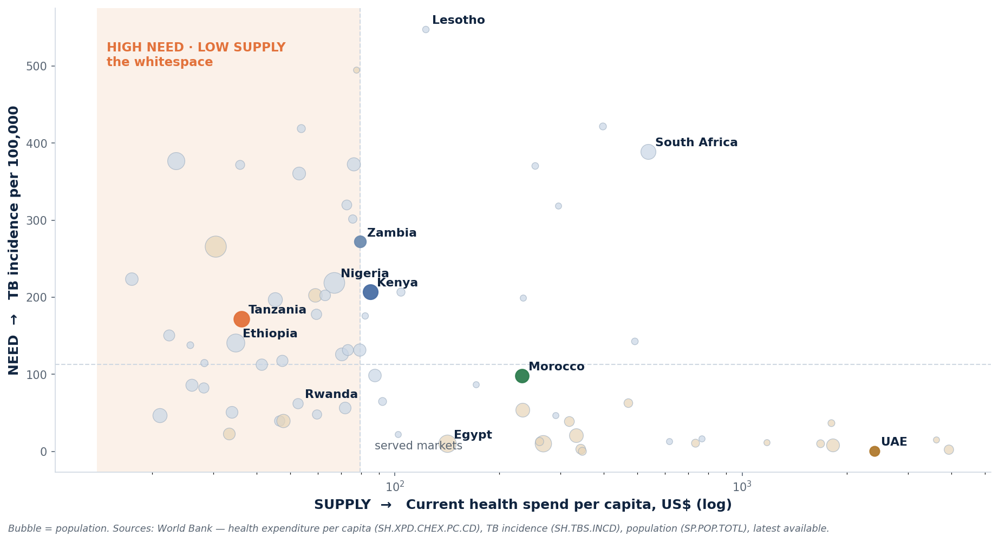 Lesotho
HIGH NEED · LOW SUPPLY
the whitespace
500
400
South Africa
300
Zambia
Nigeria
Kenya
200
Tanzania
Ethiopia
100
Morocco
Rwanda
Egypt
served markets
UAE
0
NEED → TB incidence per 100,000
10²
10³
SUPPLY → Current health spend per capita, US$ (log)
Bubble = population. Sources: World Bank — health expenditure per capita (SH.XPD.CHEX.PC.CD), TB incidence (SH.TBS.INCD), population (SP.POP.TOTL), latest available.